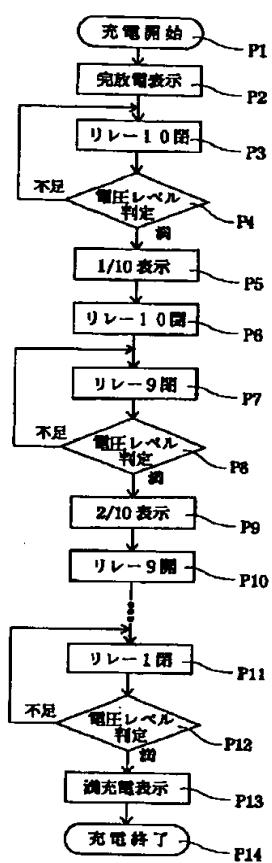 充電開始
P1
完放電表示
P2
リレー10閉
P3
不足
電圧レベル
判定
P4
満
1/10表示
P5
リレー10開
P6
リレー9閉
P7
不足
電圧レベル
判定
P8
満
2/10表示
P9
リレー9開
P10
リレー1閉
P11
不足
電圧レベル
判定
P12
満
満充電表示
P13
充電終了
P14